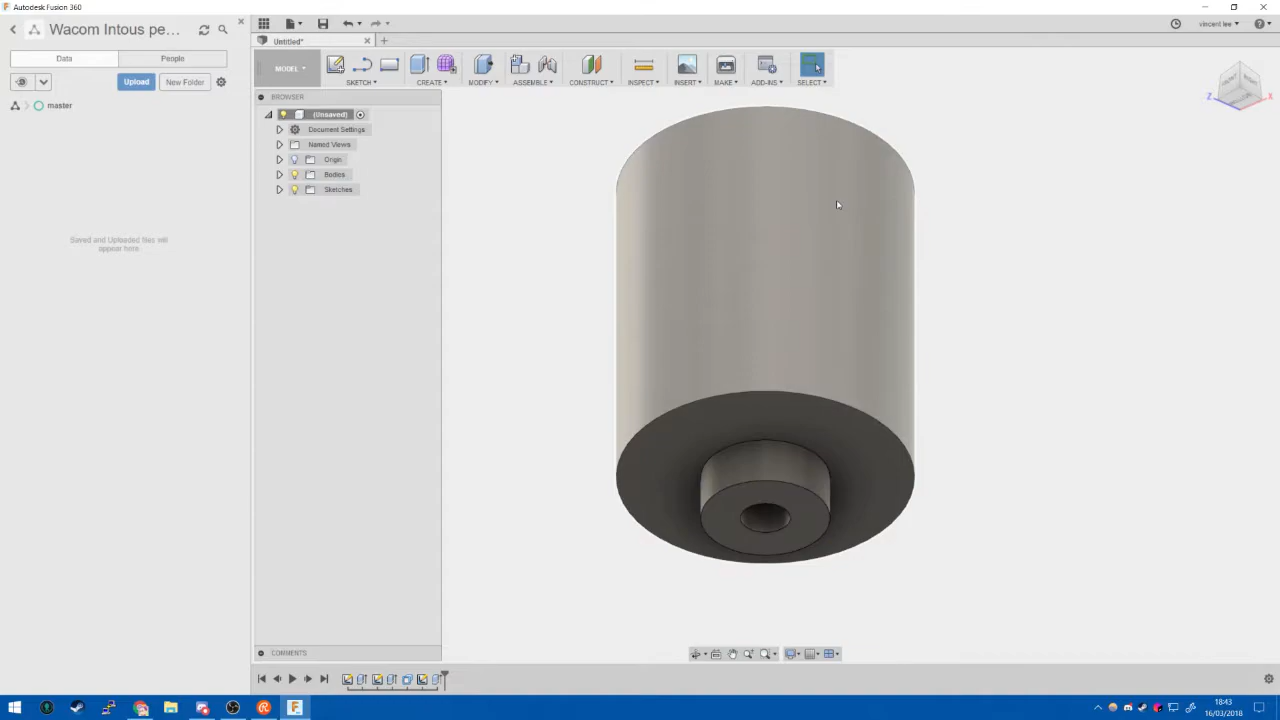 Autodesk Fusion 360
Wacom Intous pe...
Data
People
Upload
New Folder
master
Saved and Uploaded files will
appear here
Untitled*
vincent lee
MODEL
SKETCH
CREATE
MODIFY
ASSEMBLE
CONSTRUCT
INSPECT
INSERT
MAKE
ADD-INS
SELECT
BROWSER
(Unsaved)
Document Settings
Named Views
Origin
Bodies
Sketches
Z
X
COMMENTS
18:43
16/03/2018